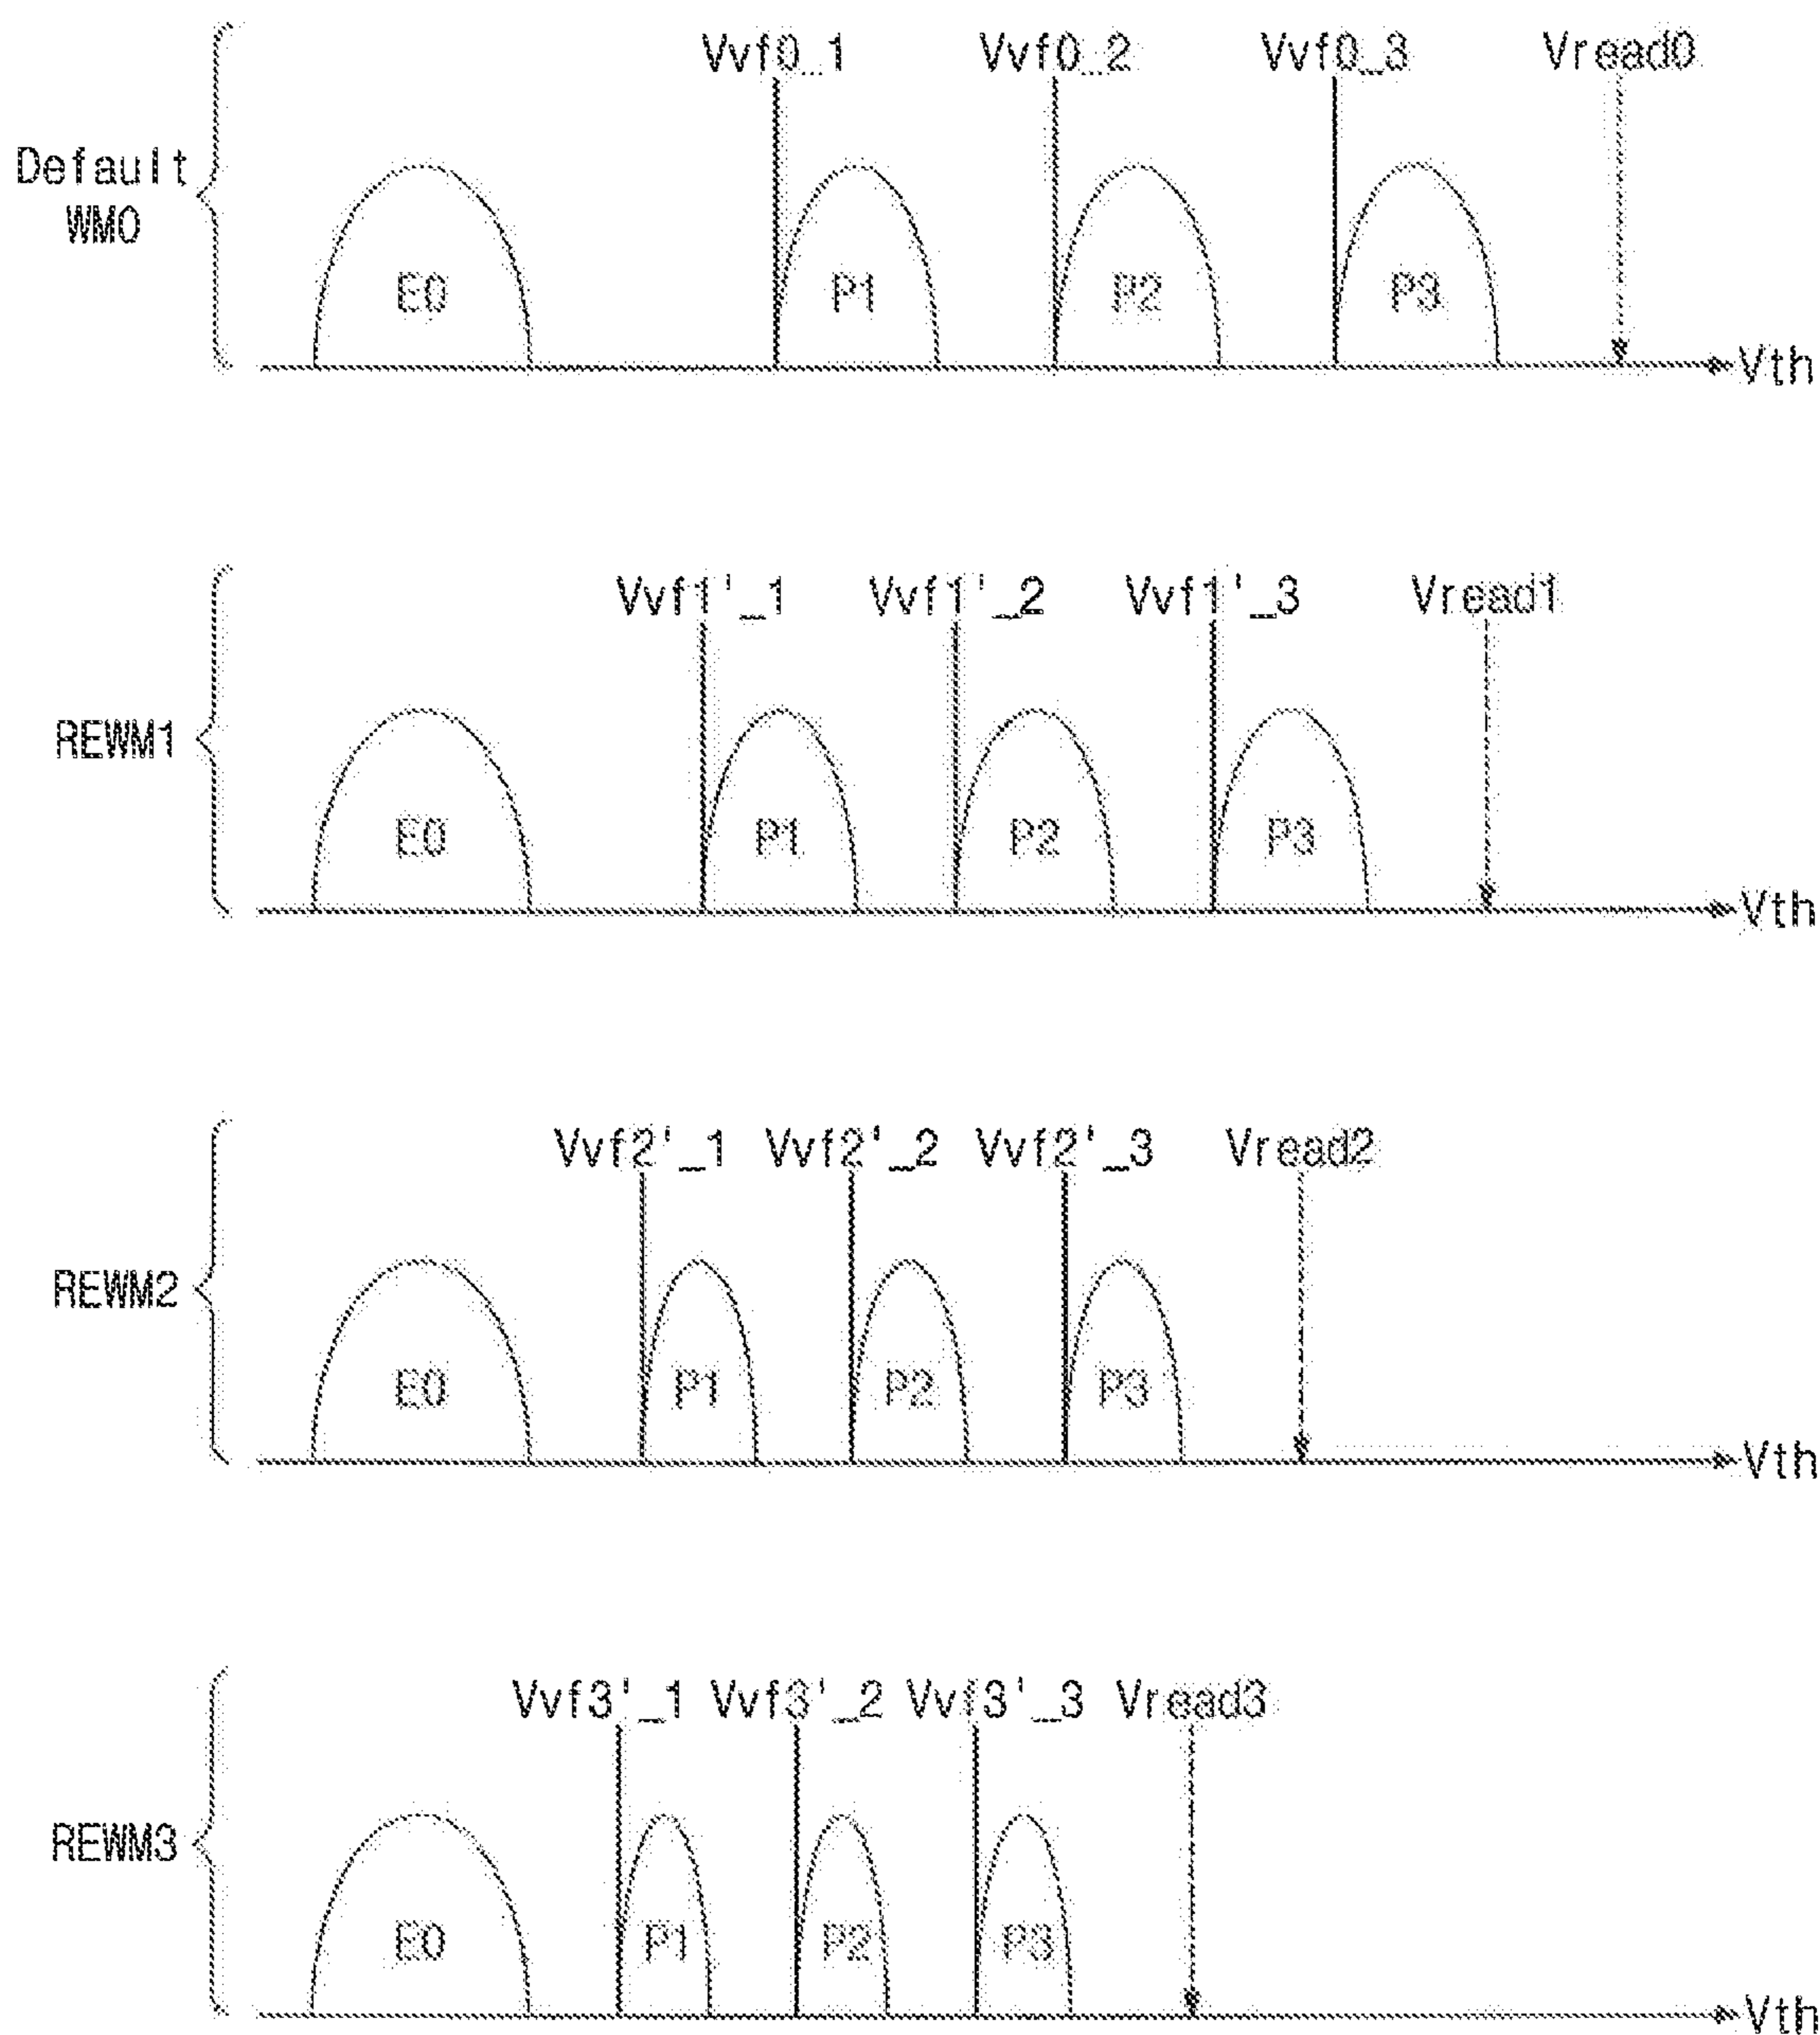 Vvf0_1 Vvf0_2 Vvf0_3 Vread0
Default
WM0
E0 P1 P2 P3
Vth
Vvf1'_1 Vvf1'_2 Vvf1'_3 Vread1
REWM1
E0 P1 P2 P3
Vth
Vvf2'_1 Vvf2'_2 Vvf2'_3 Vread2
REWM2
E0 P1 P2 P3
Vth
Vvf3'_1 Vvf3'_2 Vvf3'_3 Vread3
REWM3
E0 P1 P2 P3
Vth